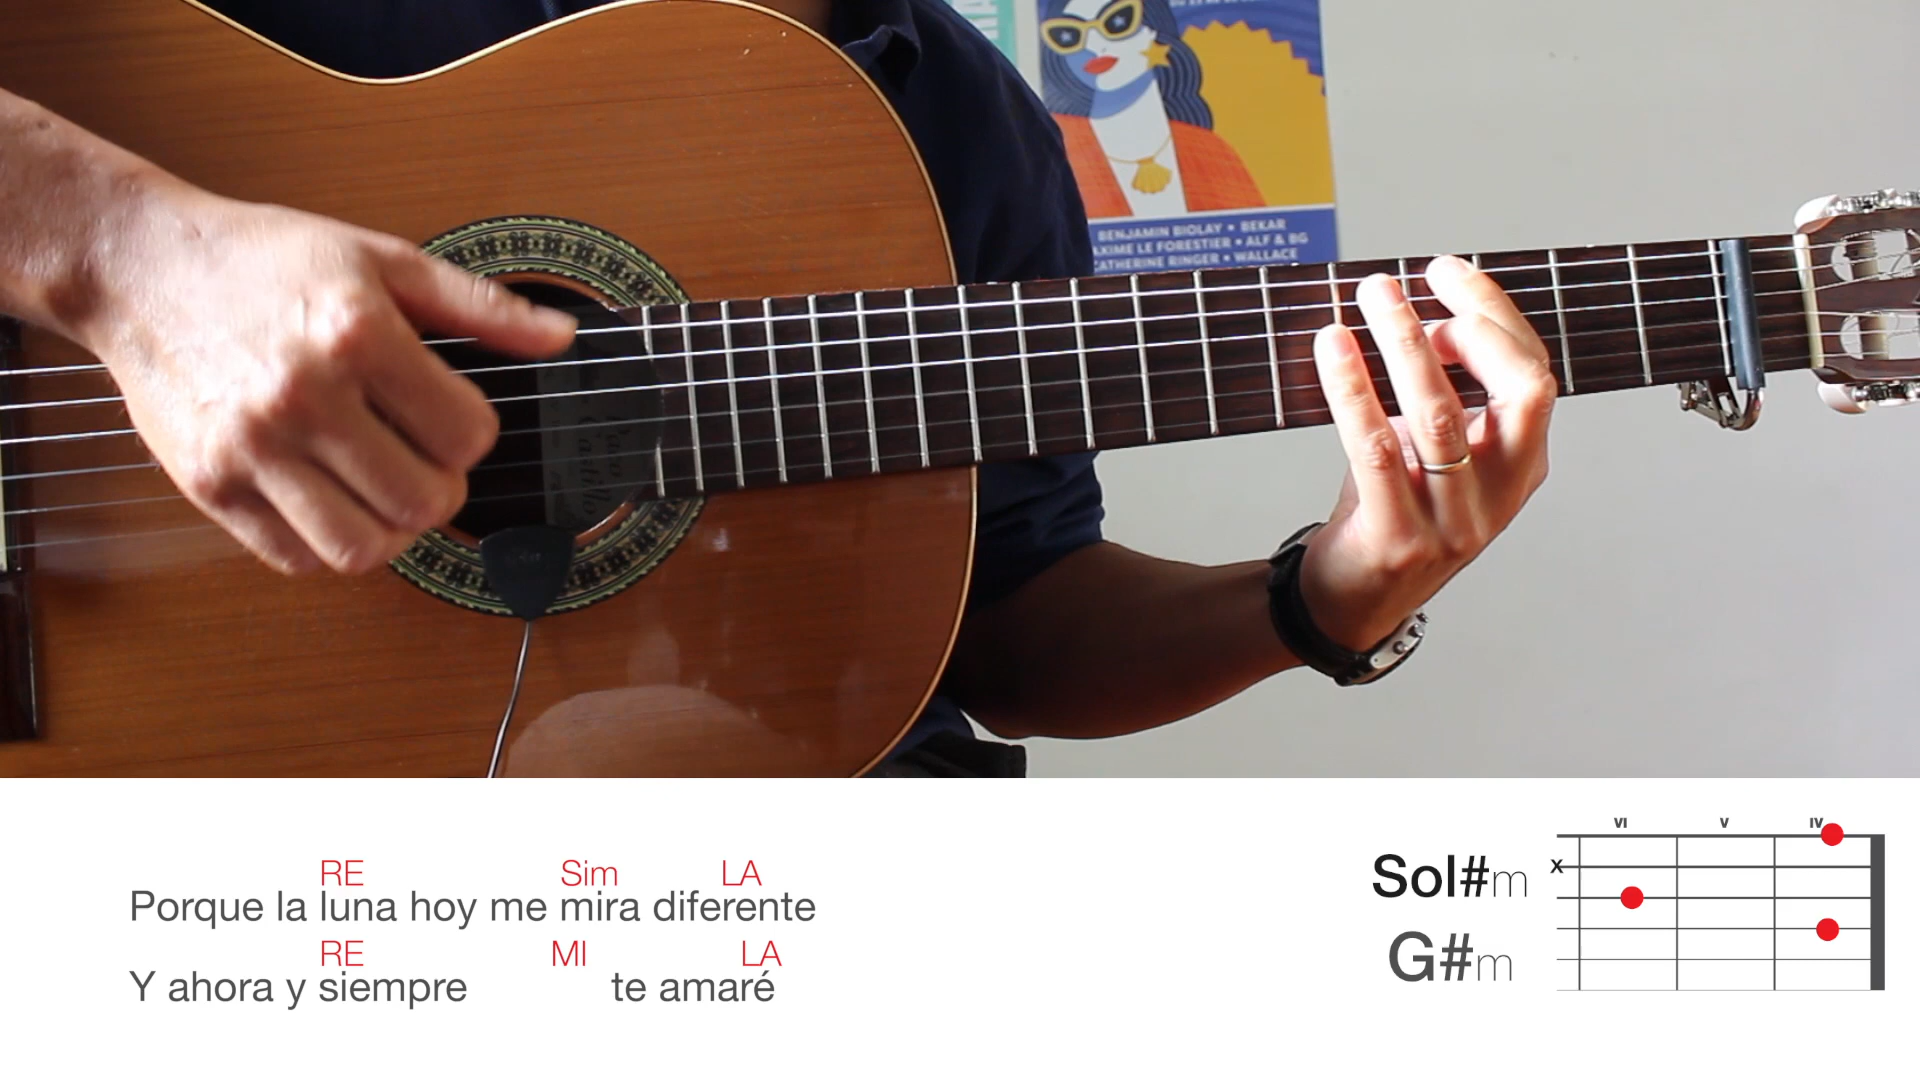 BENJAMIN BIOLAY • BEKAR
AXIME LE FORESTIER • ALF & BG
CATHERINE RINGER • WALLACE
RE Sim LA
Porque la luna hoy me mira diferente
RE MI LA
Y ahora y siempre te amaré
Sol#m
G#m
VI V IV
x